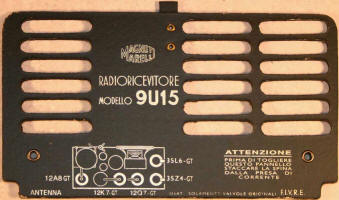 MAGNETI
MARELLI
RADIORICEVITORE
MODELLO 9U15
35L6-GT
35Z4-GT
12A8GT
12K7-GT
12Q7-GT
ANTENNA
ATTENZIONE
PRIMA DI TOGLIERE
QUESTO PANNELLO
STACCARE LA SPINA
DALLA PRESA DI
CORRENTE
USAT. SOLAMENTE VALVOLE ORIGINALI F.I.V.R.E.